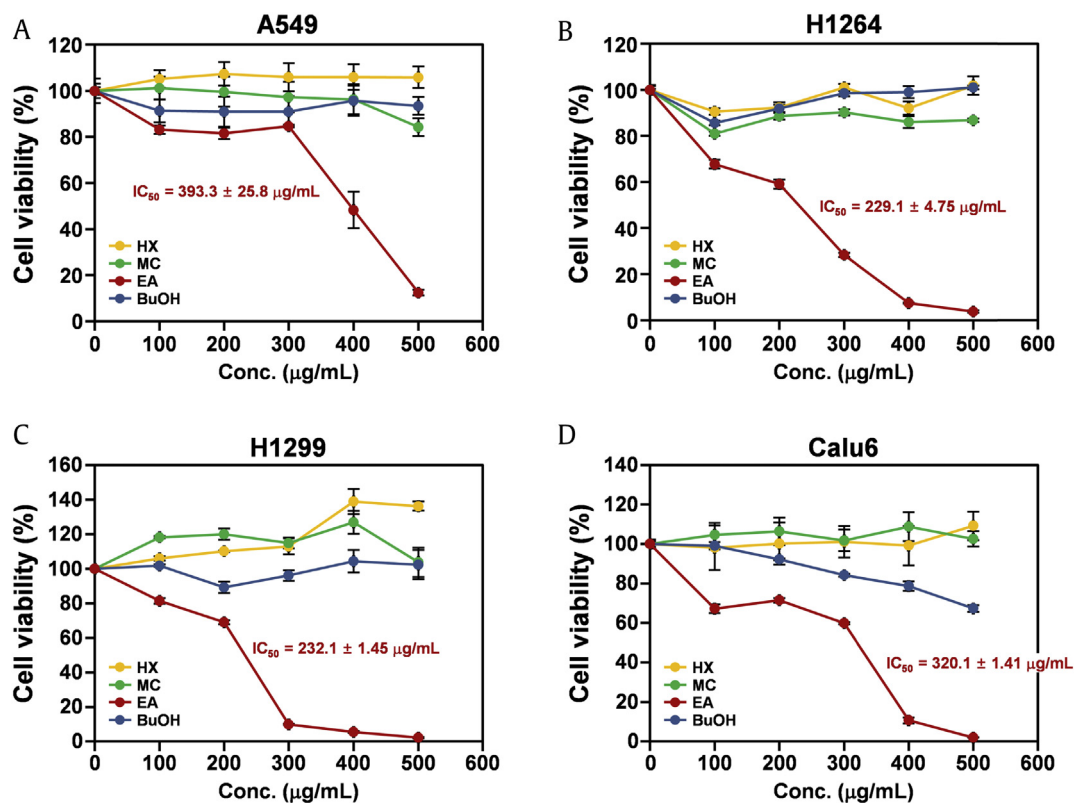 A
A549
120
100
80
60
40
20
0
Cell viability (%)
IC50 = 393.3 ± 25.8 μg/mL
HX
MC
EA
BuOH
0 100 200 300 400 500 600
Conc. (μg/mL)
B
H1264
120
100
80
60
40
20
0
Cell viability (%)
IC50 = 229.1 ± 4.75 μg/mL
HX
MC
EA
BuOH
0 100 200 300 400 500 600
Conc. (μg/mL)
C
H1299
160
140
120
100
80
60
40
20
0
Cell viability (%)
IC50 = 232.1 ± 1.45 μg/mL
HX
MC
EA
BuOH
0 100 200 300 400 500 600
Conc. (μg/mL)
D
Calu6
140
120
100
80
60
40
20
0
Cell viability (%)
IC50 = 320.1 ± 1.41 μg/mL
HX
MC
EA
BuOH
0 100 200 300 400 500 600
Conc. (μg/mL)